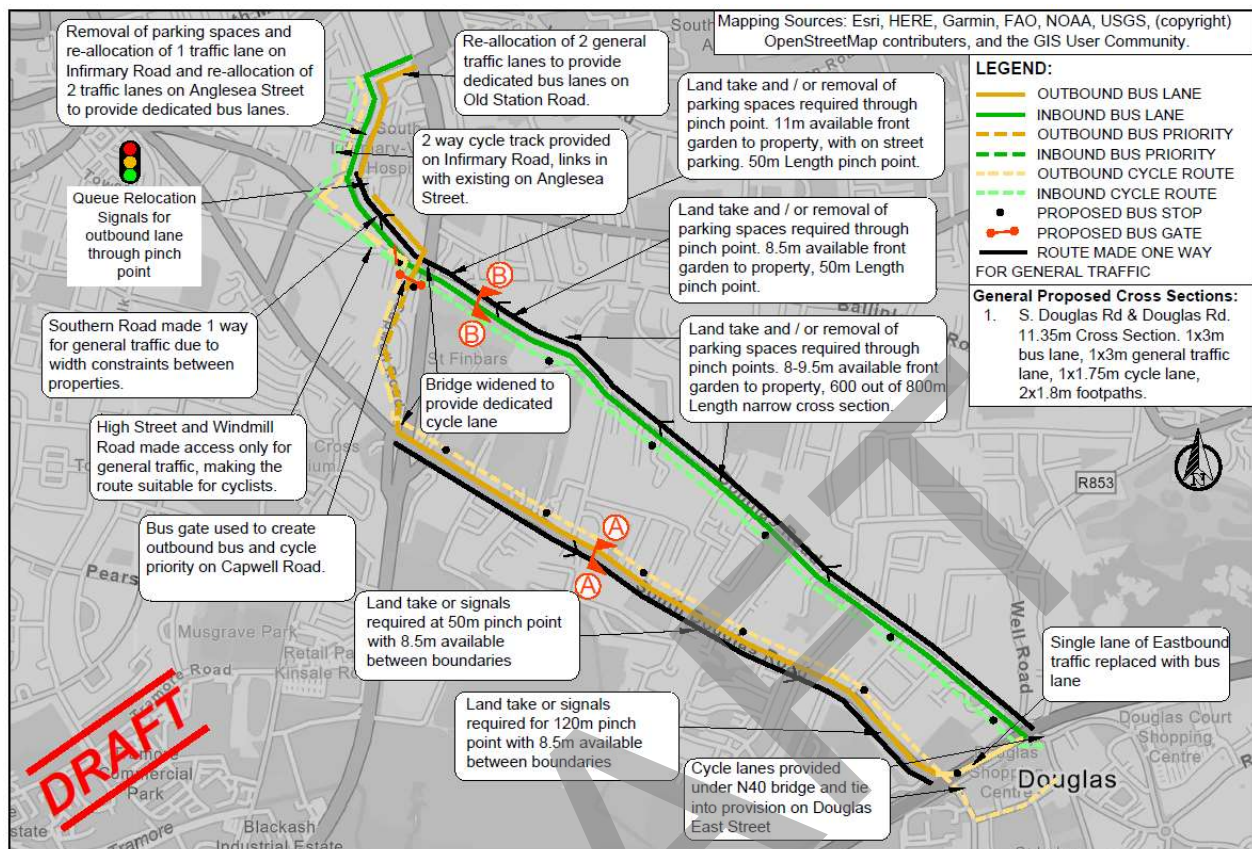 Removal of parking spaces and
re-allocation of 1 traffic lane on
Infirmary Road and re-allocation of
2 traffic lanes on Anglesea Street
to provide dedicated bus lanes.
Re-allocation of 2 general
traffic lanes to provide
dedicated bus lanes on
Old Station Road.
Mapping Sources: Esri, HERE, Garmin, FAO, NOAA, USGS, (copyright)
OpenStreetMap contributers, and the GIS User Community.
LEGEND:
OUTBOUND BUS LANE
INBOUND BUS LANE
OUTBOUND BUS PRIORITY
INBOUND BUS PRIORITY
OUTBOUND CYCLE ROUTE
INBOUND CYCLE ROUTE
PROPOSED BUS STOP
PROPOSED BUS GATE
ROUTE MADE ONE WAY
FOR GENERAL TRAFFIC
General Proposed Cross Sections:
1. S. Douglas Rd & Douglas Rd.
11.35m Cross Section. 1x3m
bus lane, 1x3m general traffic
lane, 1x1.75m cycle lane,
2x1.8m footpaths.
Land take and / or removal of
parking spaces required through
pinch point. 11m available front
garden to property, with on street
parking. 50m Length pinch point.
2 way cycle track provided
on Infirmary Road, links in
with existing on Anglesea
Street.
Queue Relocation
Signals for
outbound lane
through pinch
point
Land take and / or removal of
parking spaces required through
pinch point. 8.5m available front
garden to property, 50m Length
pinch point.
Southern Road made 1 way
for general traffic due to
width constraints between
properties.
Land take and / or removal of
parking spaces required through
pinch points. 8-9.5m available front
garden to property, 600 out of 800m
Length narrow cross section.
B
B
St Finbars
Bridge widened to
provide dedicated
cycle lane
High Street and Windmill
Road made access only for
general traffic, making the
route suitable for cyclists.
Cross
R853
N
Bus gate used to create
outbound bus and cycle
priority on Capwell Road.
A
A
Pears
Land take or signals
required at 50m pinch point
with 8.5m available
between boundaries
South Douglas Road
Well Road
Musgrave Park
Retail Pa
Kinsale Ro
Tramore Road
Single lane of Eastbound
traffic replaced with bus
lane
Land take or signals
required for 120m pinch
point with 8.5m available
between boundaries
Douglas Court
Shopping
Centre
Douglas
Shopping
Centre
Douglas
Cycle lanes provided
under N40 bridge and tie
into provision on Douglas
East Street
DRAFT
Tramore
Commercial
Park
estate
Tramore
Blackash
Industrial Estate